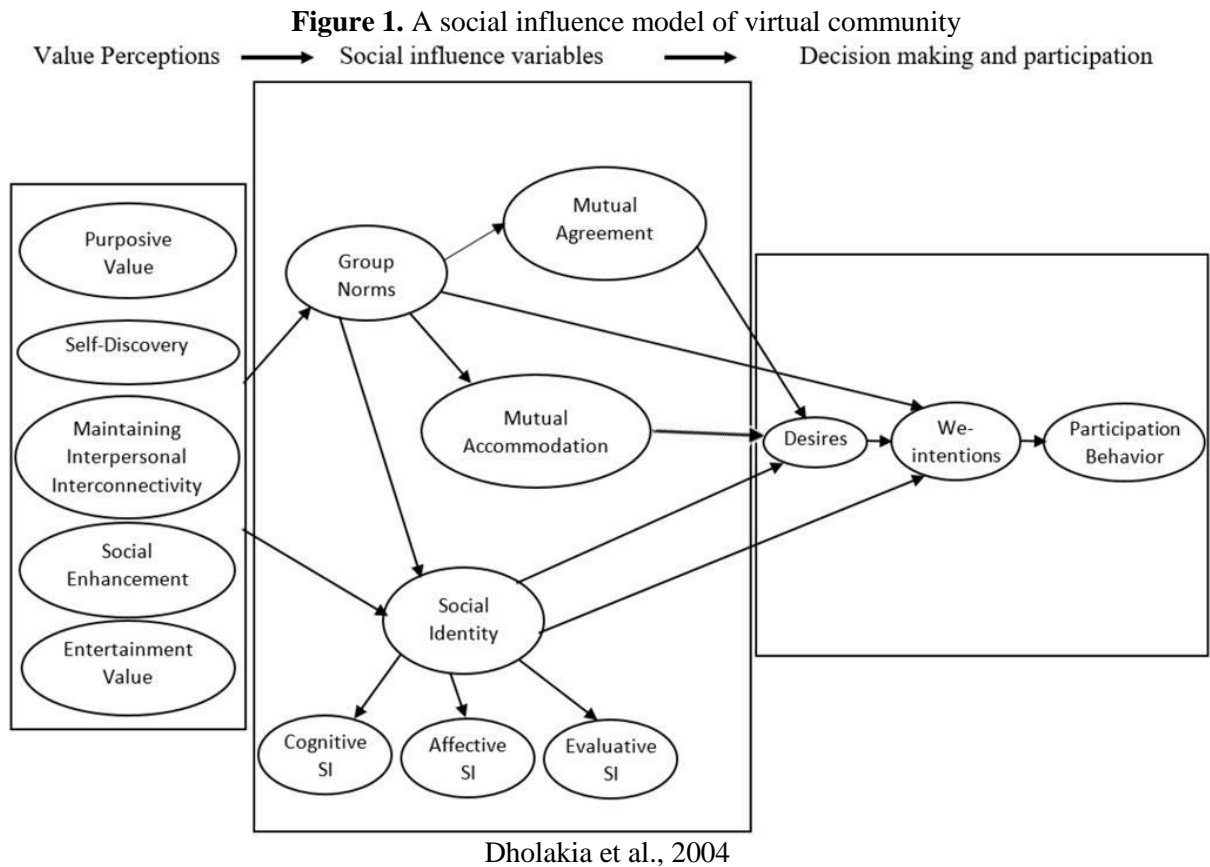 Figure 1. A social influence model of virtual community
Value Perceptions
Social influence variables
Decision making and participation
Purposive
Value
Self-Discovery
Maintaining
Interpersonal
Interconnectivity
Social
Enhancement
Entertainment
Value
Group
Norms
Mutual
Agreement
Mutual
Accommodation
Social
Identity
Cognitive
SI
Affective
SI
Evaluative
SI
Desires
We-
intentions
Participation
Behavior
Dholakia et al., 2004